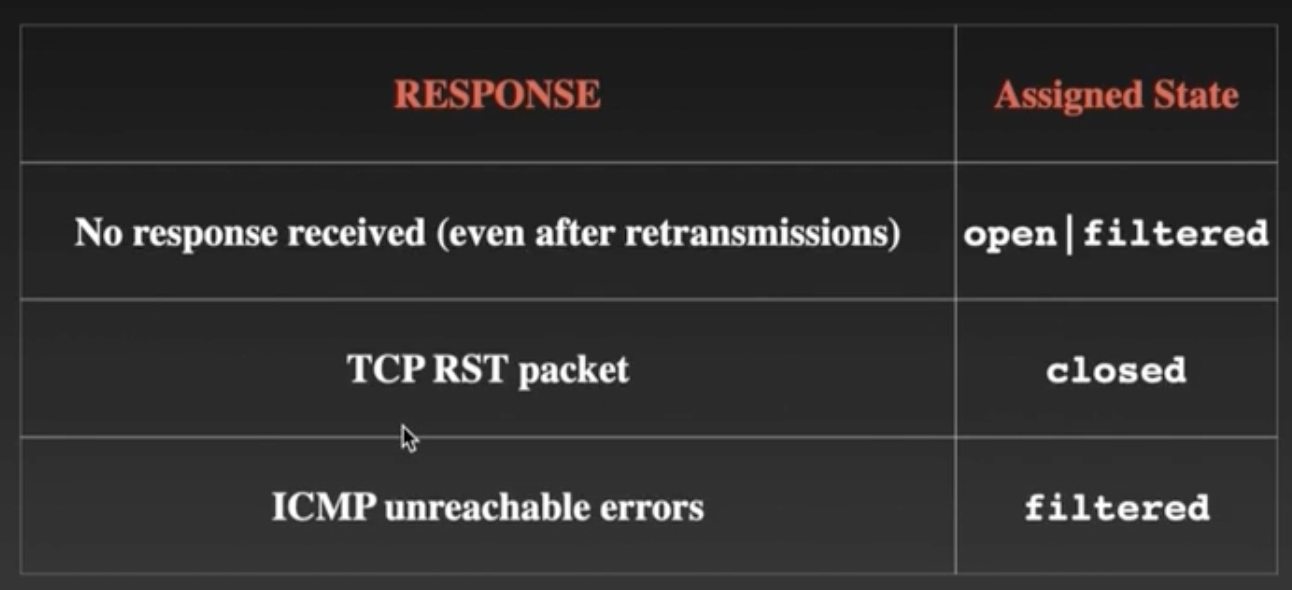 RESPONSE
Assigned State
No response received (even after retransmissions)
open|filtered
TCP RST packet
closed
ICMP unreachable errors
filtered